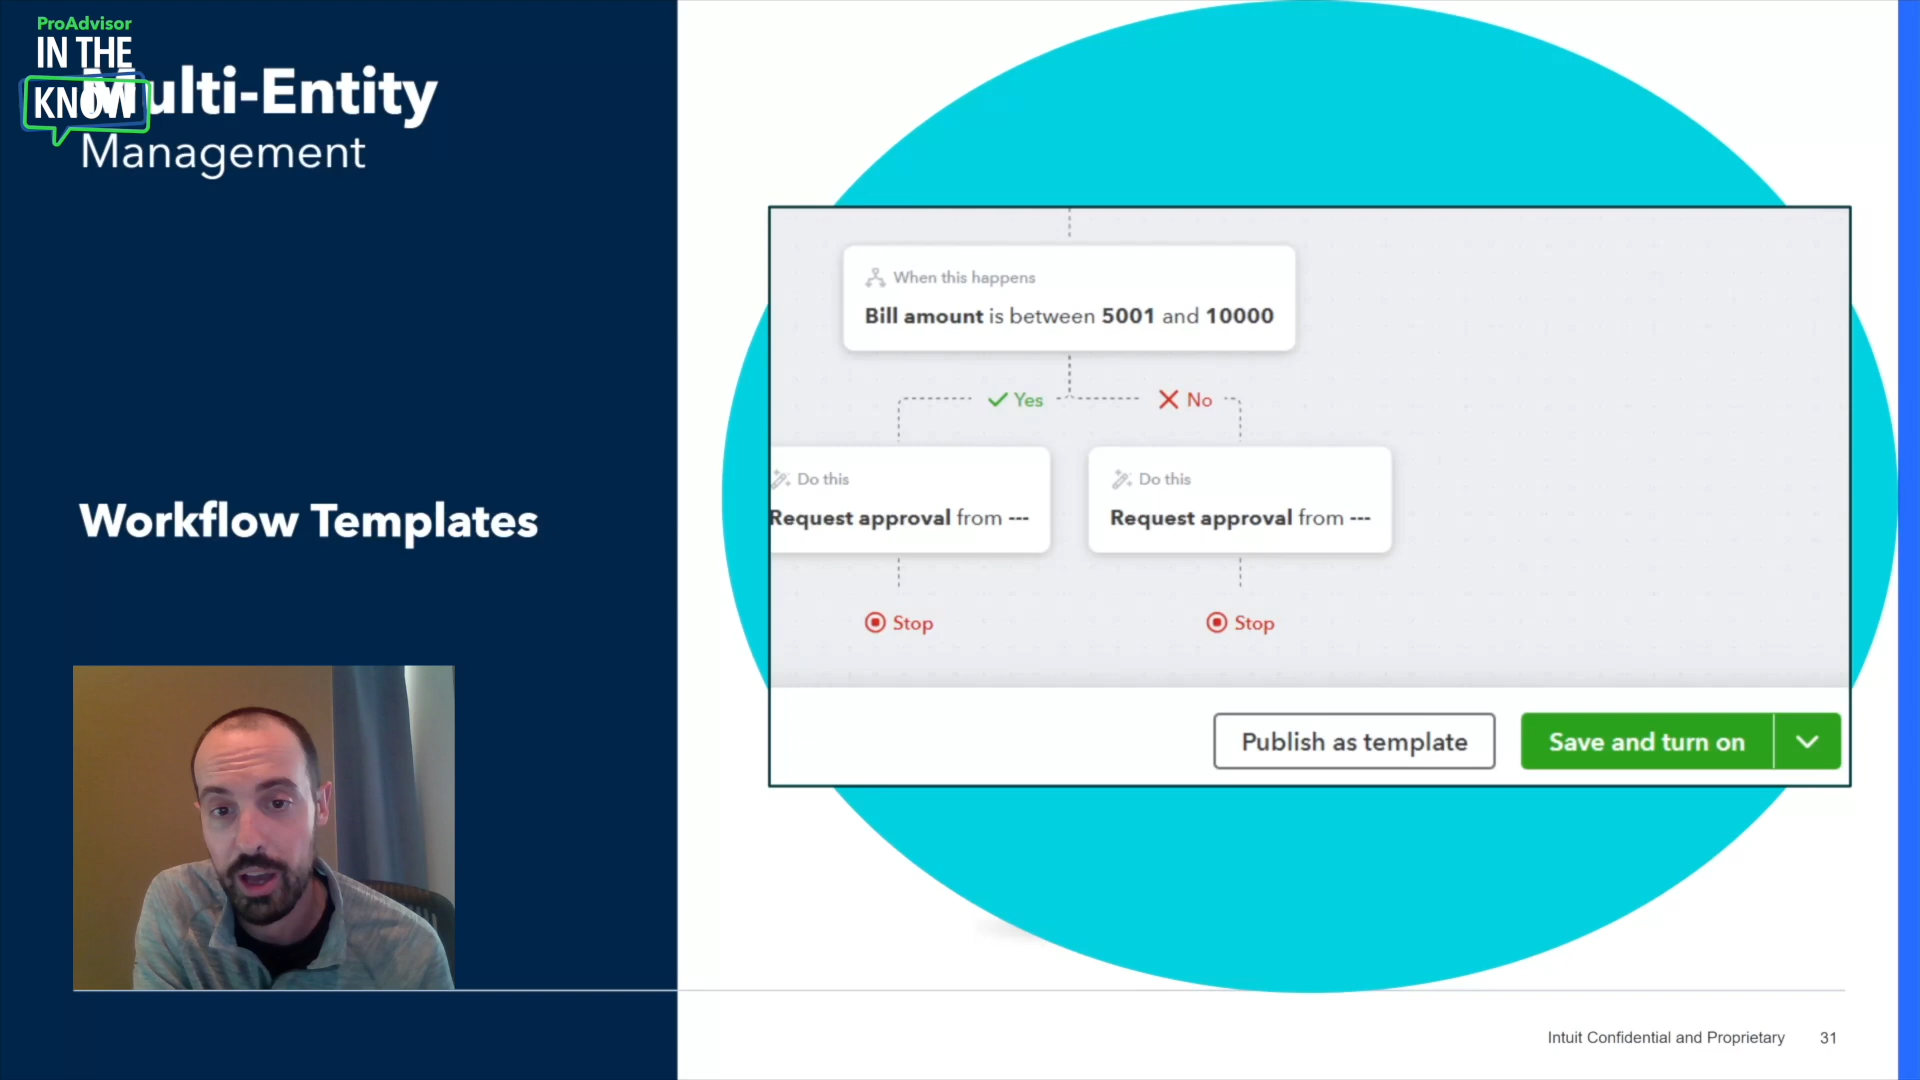 ProAdvisor
IN THE
KNOW
Multi-Entity
Management
Workflow Templates
When this happens
Bill amount is between 5001 and 10000
Yes
No
Do this
Request approval from ---
Do this
Request approval from ---
Stop
Stop
Publish as template
Save and turn on
Intuit Confidential and Proprietary
31